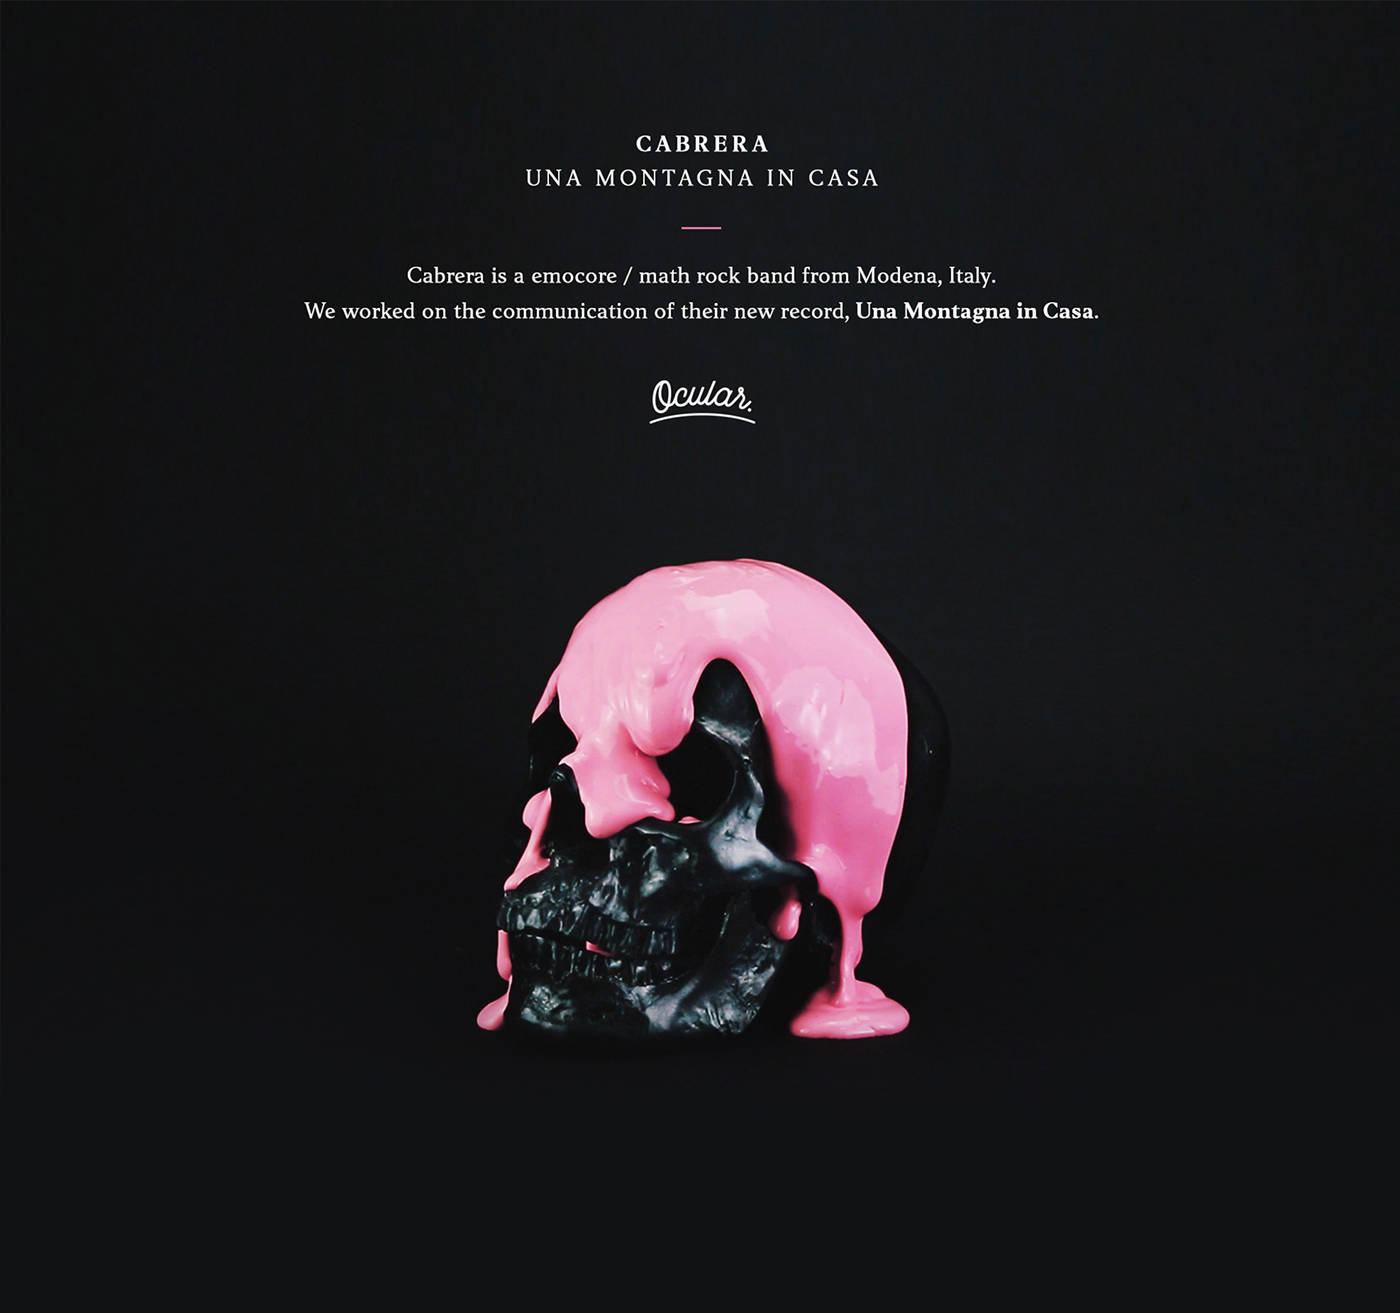 CABRERA
UNA MONTAGNA IN CASA
Cabrera is a emocore / math rock band from Modena, Italy.
We worked on the communication of their new record, Una Montagna in Casa.
Ocular.